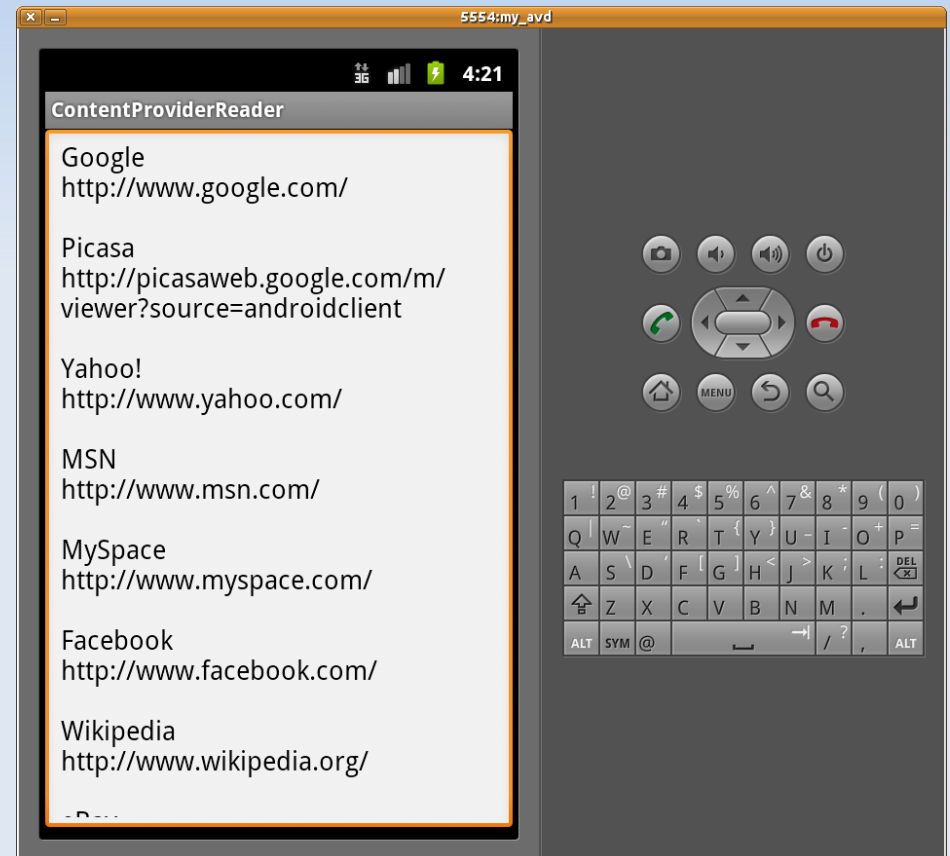 5554:my_avd
3G 4:21
ContentProviderReader
Google
http://www.google.com/
Picasa
http://picasaweb.google.com/m/
viewer?source=androidclient
Yahoo!
http://www.yahoo.com/
MSN
http://www.msn.com/
MySpace
http://www.myspace.com/
Facebook
http://www.facebook.com/
Wikipedia
http://www.wikipedia.org/
MENU
1 ! 2 @ 3 # 4 $ 5 % 6 ^ 7 & 8 * 9 ( 0 )
Q | W ~ E “ R ` T { Y } U _ I - O + P =
A S \ D ‘ F [ G ] H < J > K ; L : DEL
Z X C V B N M .
ALT SYM @ / ? , ALT